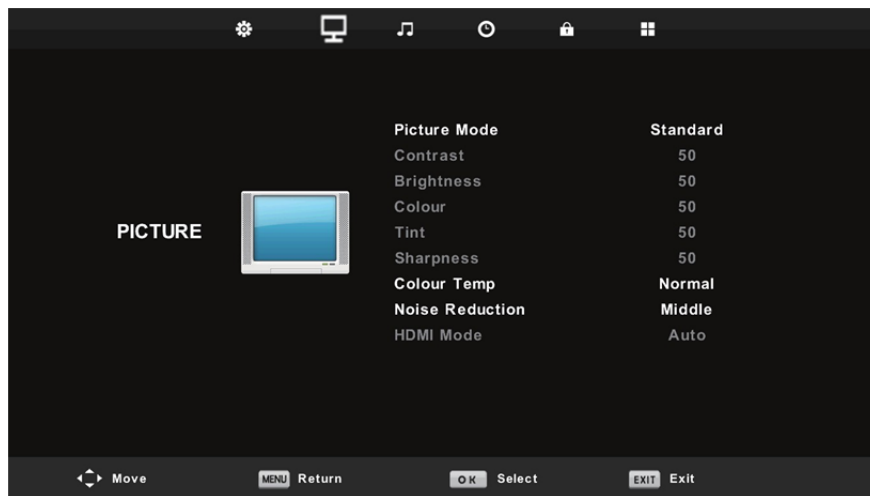 Picture Mode Standard
Contrast 50
Brightness 50
Colour 50
PICTURE
Tint 50
Sharpness 50
Colour Temp Normal
Noise Reduction Middle
HDMI Mode Auto
Move MENU Return OK Select EXIT Exit